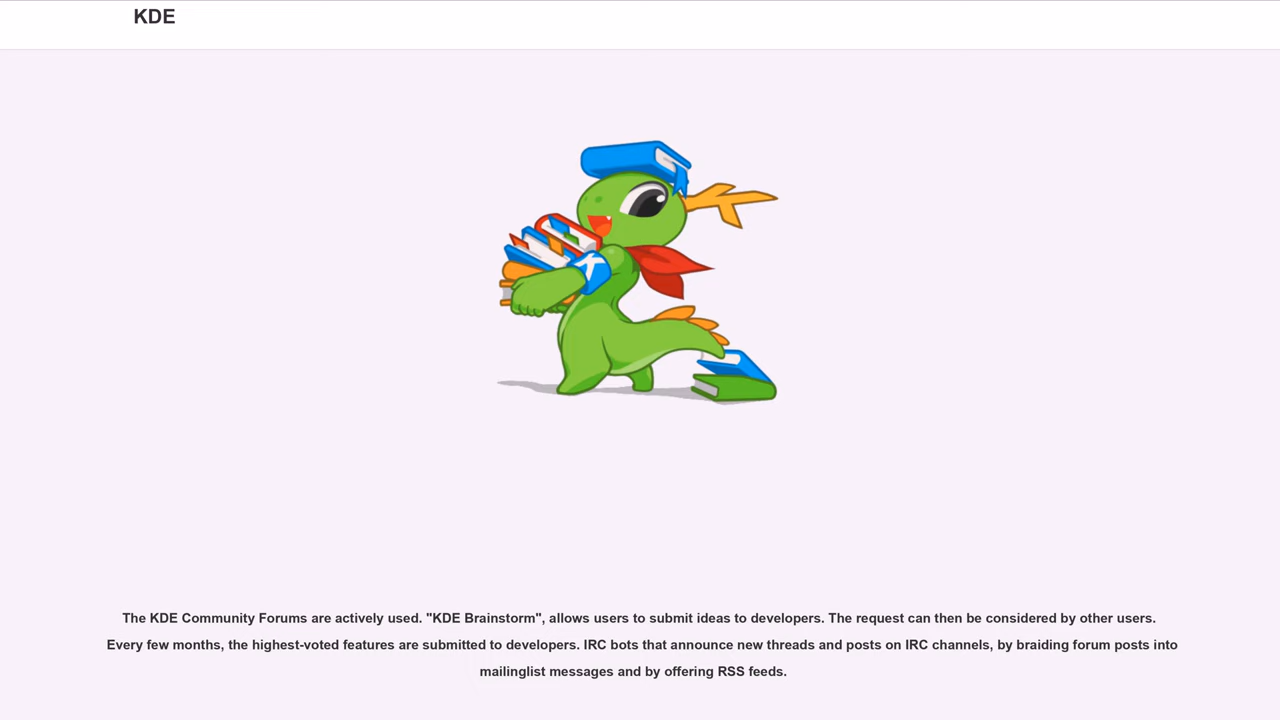 KDE
The KDE Community Forums are actively used. "KDE Brainstorm", allows users to submit ideas to developers. The request can then be considered by other users.
Every few months, the highest-voted features are submitted to developers. IRC bots that announce new threads and posts on IRC channels, by braiding forum posts into
mailinglist messages and by offering RSS feeds.